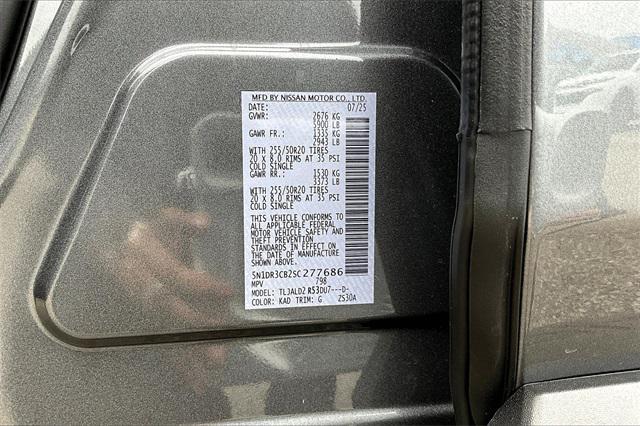 MFD BY NISSAN MOTOR CO., LTD.
DATE: 07/25
GVWR: 2676 KG
5900 LB
GAWR FR.: 1335 KG
2943 LB
WITH 255/50R20 TIRES
20 X 8.0 RIMS AT 35 PSI
COLD SINGLE
GAWR RR.: 1530 KG
3373 LB
WITH 255/50R20 TIRES
20 X 8.0 RIMS AT 35 PSI
COLD SINGLE
THIS VEHICLE CONFORMS TO
ALL APPLICABLE FEDERAL
MOTOR VEHICLE SAFETY AND
THEFT PREVENTION
STANDARDS IN EFFECT ON
THE DATE OF MANUFACTURE
SHOWN ABOVE.
5N1DR3CB2SC277686
MPV 798
MODEL: TLJALD2 R53DU7---D-
COLOR: KAD TRIM: G ZS30A